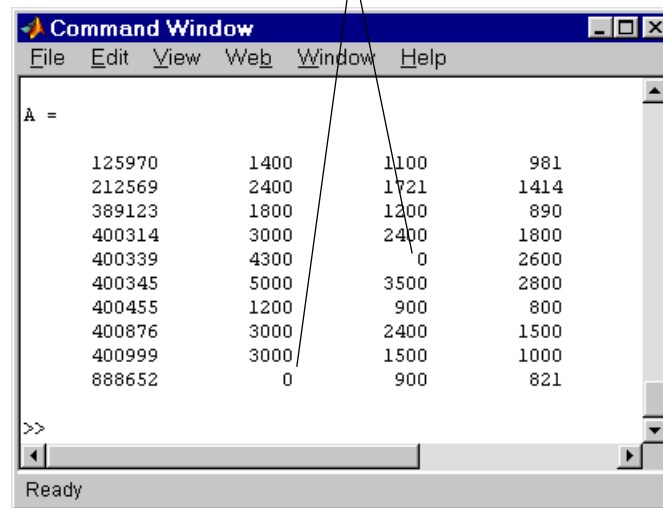 Command Window
File Edit View Web Window Help
A =
125970 1400 1100 981
212569 2400 1721 1414
389123 1800 1200 890
400314 3000 2400 1800
400339 4300 0 2600
400345 5000 3500 2800
400455 1200 900 800
400876 3000 2400 1500
400999 3000 1500 1000
888652 0 900 821
>>
Ready